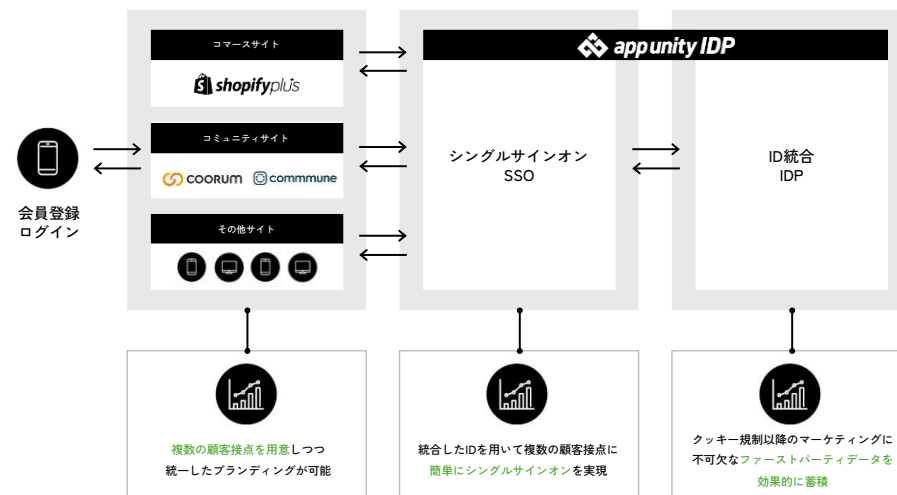 コマースサイト
shopifyplus
コミュニティサイト
COORUM commmune
その他サイト
会員登録
ログイン
app unity IDP
シングルサインオン
SSO
ID統合
IDP
複数の顧客接点を用意しつつ
統一したブランディングが可能
統合したIDを用いて複数の顧客接点に
簡単にシングルサインオンを実現
クッキー規制以降のマーケティングに
不可欠なファーストパーティデータを
効果的に蓄積